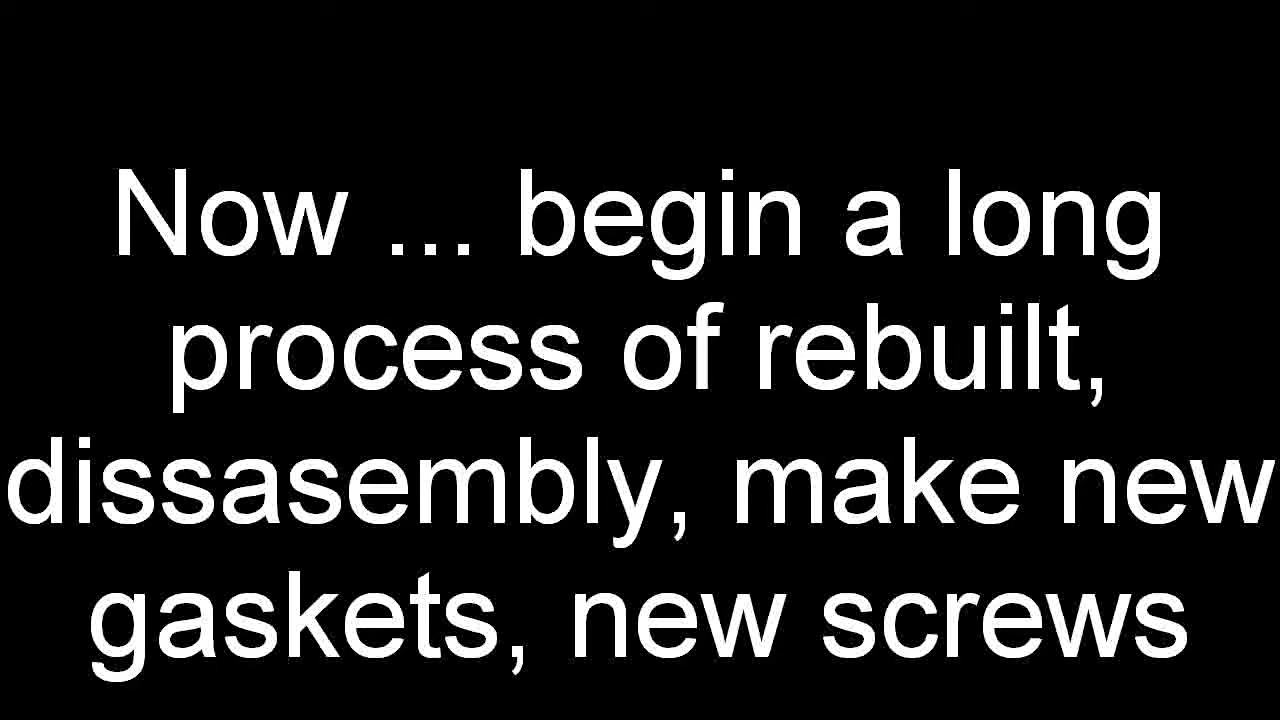 Now ... begin a long
process of rebuilt,
dissasembly, make new
gaskets, new screws